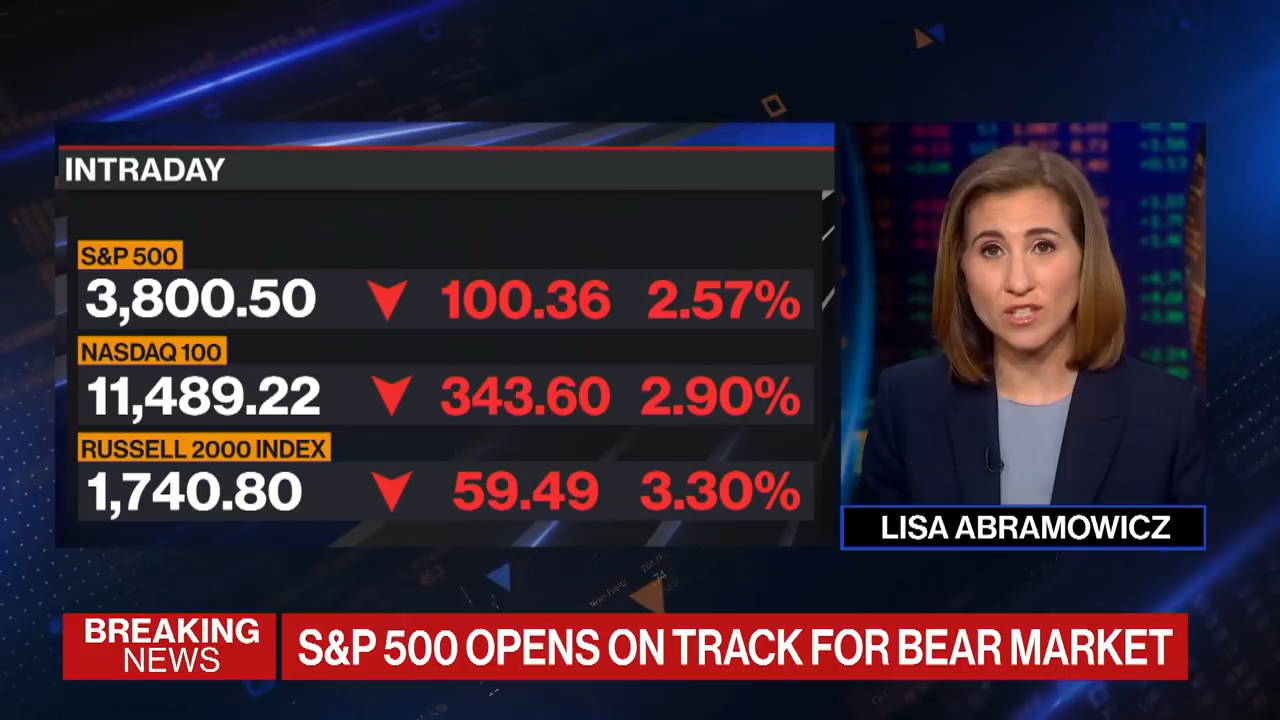 INTRADAY
S&P 500
3,800.50 100.36 2.57%
NASDAQ 100
11,489.22 343.60 2.90%
RUSSELL 2000 INDEX
1,740.80 59.49 3.30%
LISA ABRAMOWICZ
BREAKING
NEWS
S&P 500 OPENS ON TRACK FOR BEAR MARKET